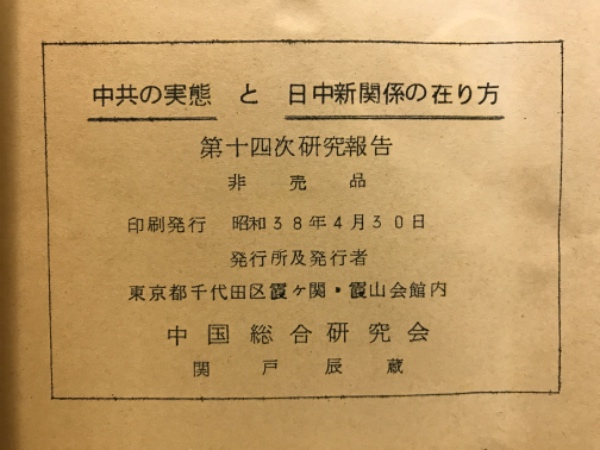 中共の実態 と 日中新関係の在り方
第十四次研究報告
非売品
印刷発行 昭和38年4月30日
発行所及発行者
東京都千代田区霞ケ関・霞山会館内
中国総合研究会
関戸辰蔵